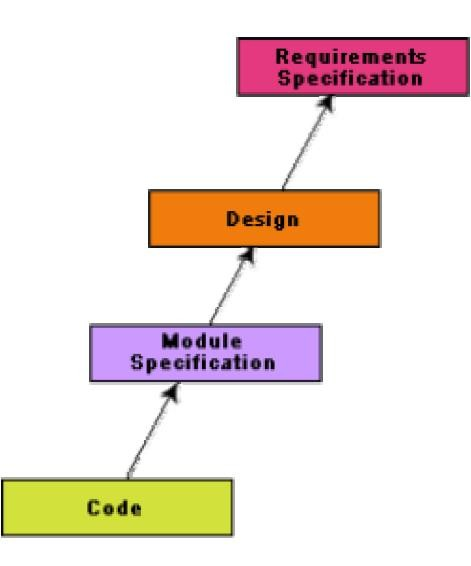 Requirements
Specification
Design
Module
Specification
Code